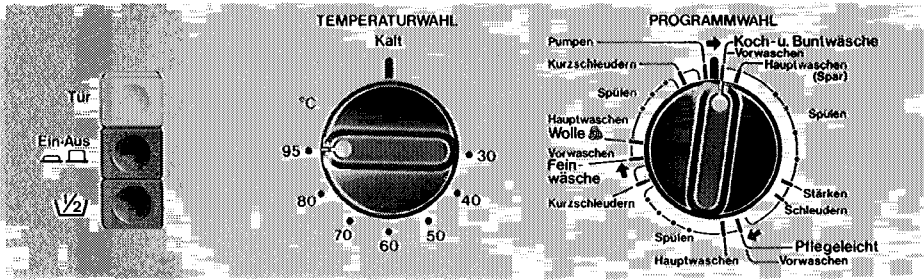 Tür
Ein-Aus
1/2
TEMPERATURWAHL
Kalt
°C
95
30
80
40
70
50
60
PROGRAMMWAHL
Pumpen
Koch- u. Buntwäsche
Vorwaschen
Kurzschleudern
Hauptwaschen
(Spar)
Spülen
Spülen
Hauptwaschen
Wolle
Vorwaschen
Fein-
wäsche
Kurzschleudern
Stärken
Schleudern
Spülen
Pflegeleicht
Hauptwaschen
Vorwaschen